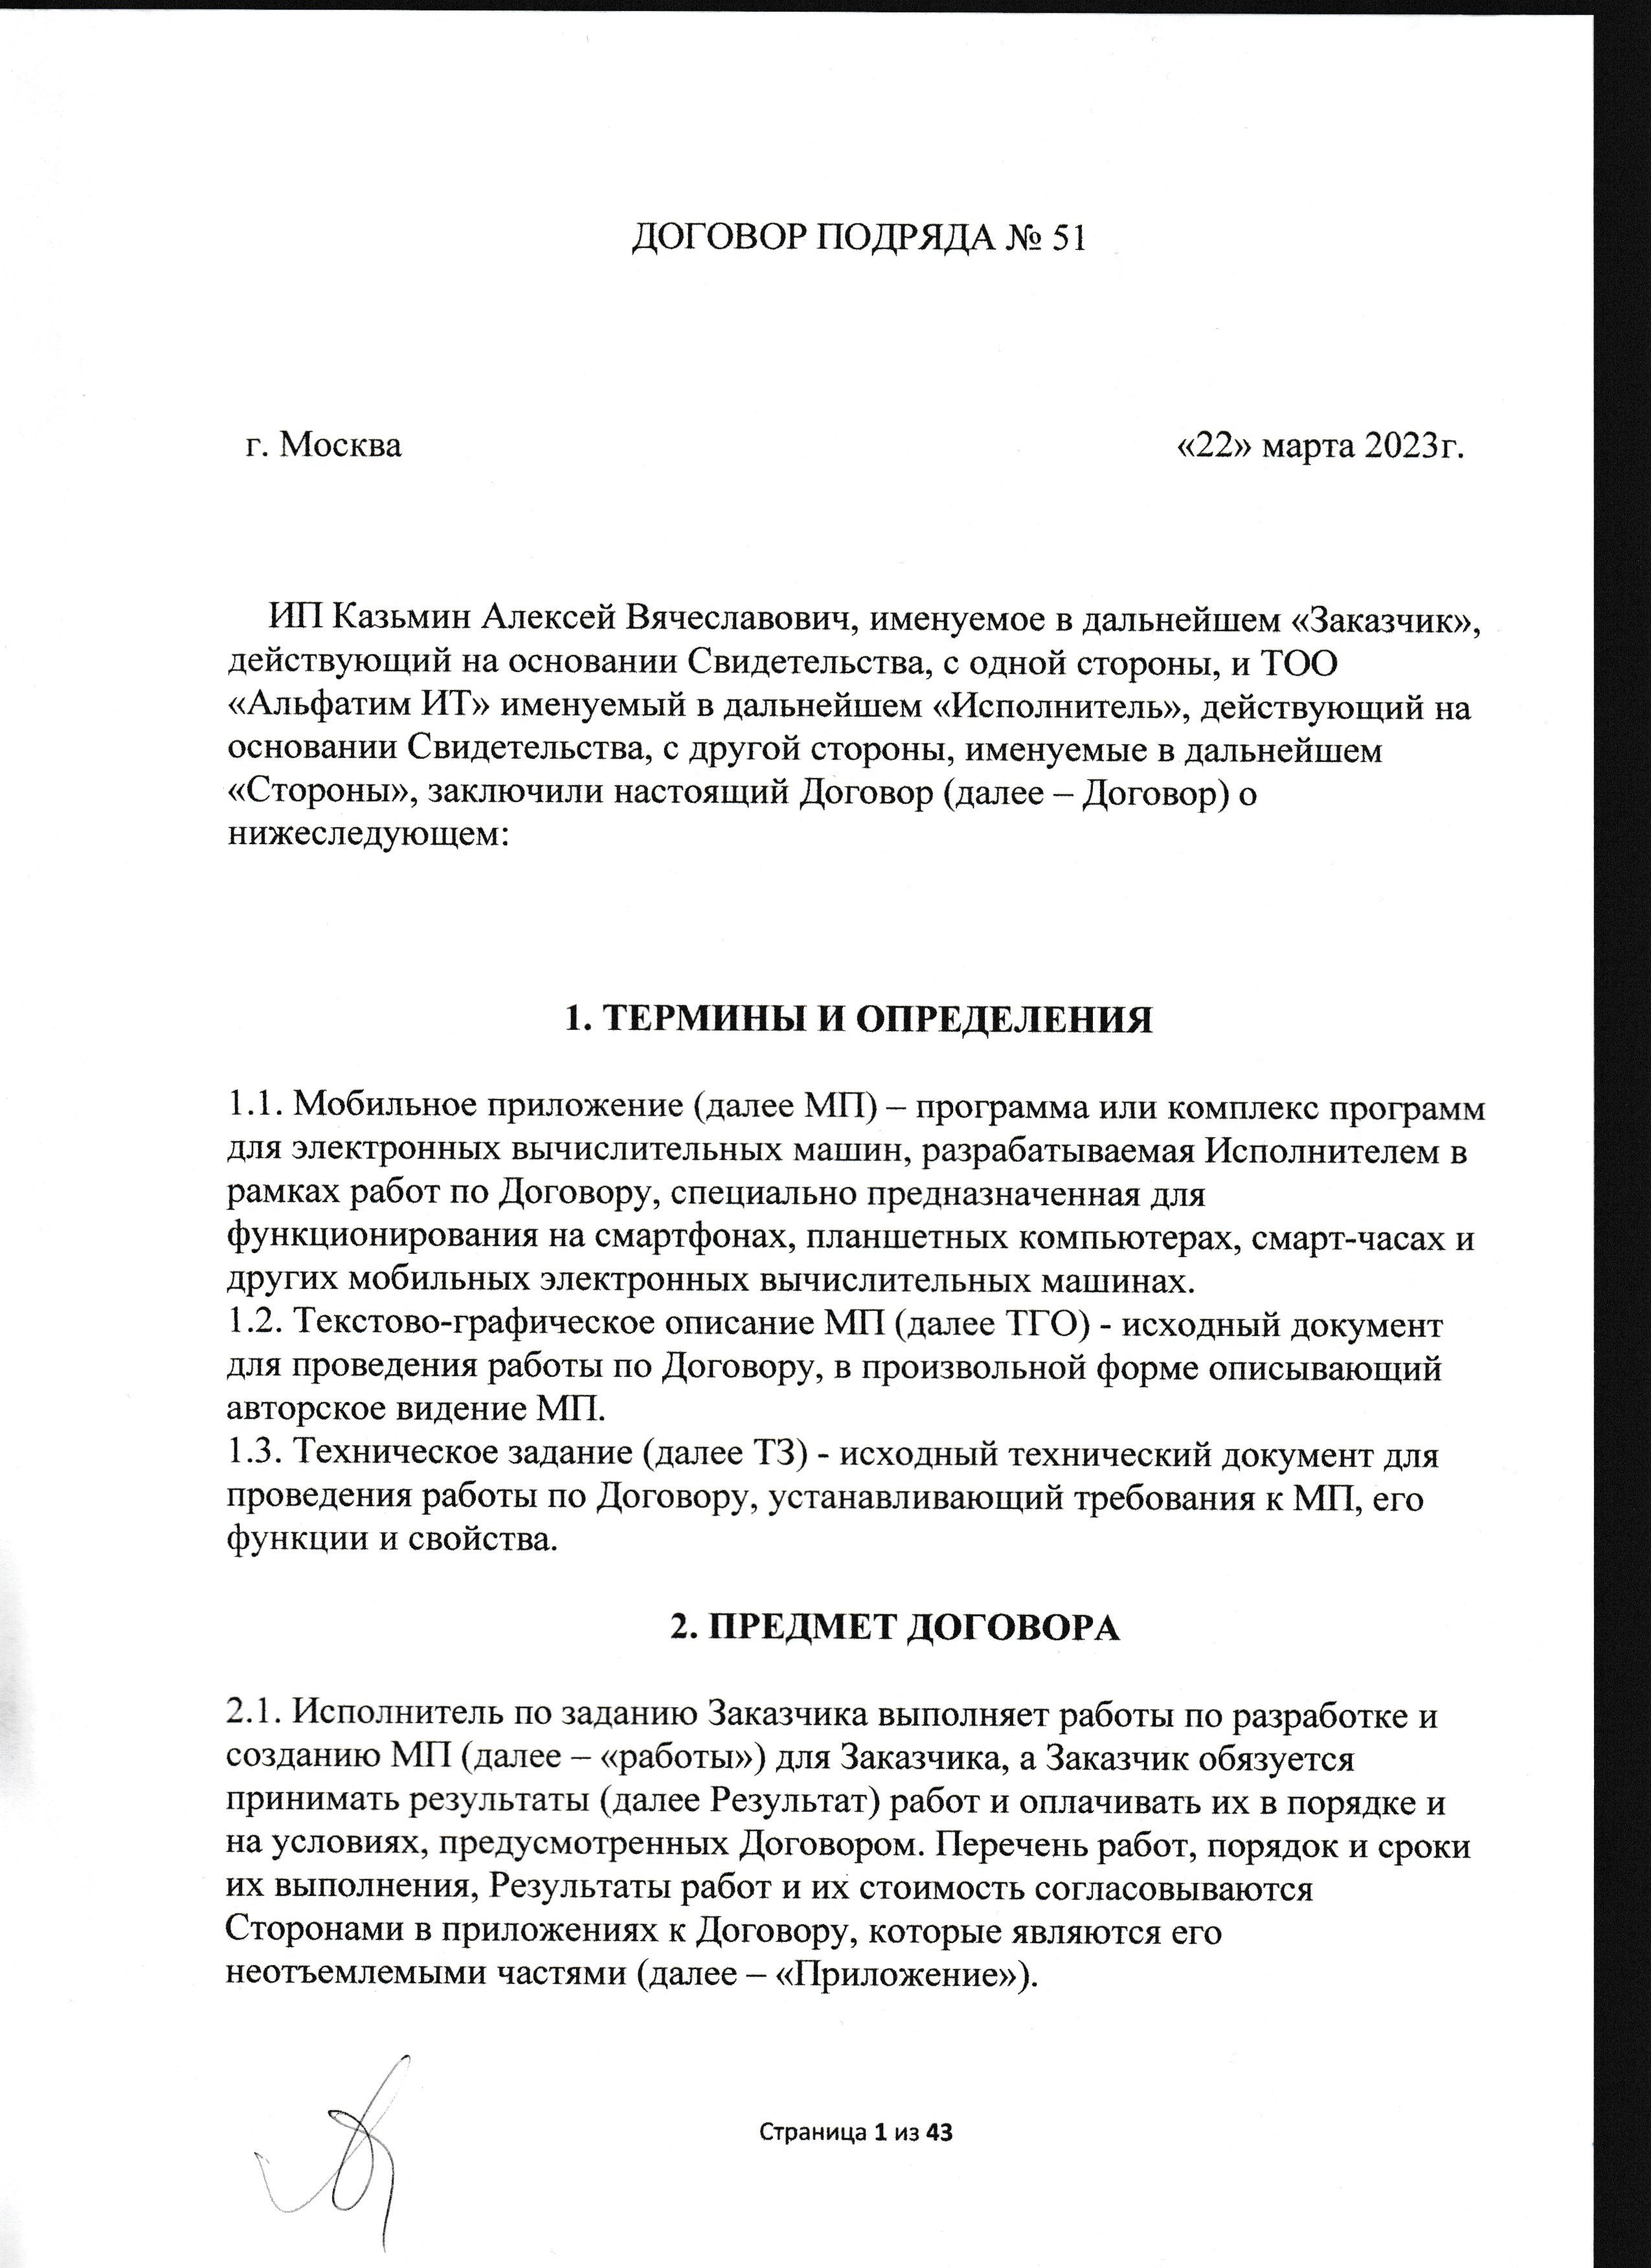 ДОГОВОР ПОДРЯДА № 51
г. Москва «22» марта 2023г.
ИП Казьмин Алексей Вячеславович, именуемое в дальнейшем «Заказчик»,
действующий на основании Свидетельства, с одной стороны, и ТОО
«Альфатим ИТ» именуемый в дальнейшем «Исполнитель», действующий на
основании Свидетельства, с другой стороны, именуемые в дальнейшем
«Стороны», заключили настоящий Договор (далее – Договор) о
нижеследующем:
1. ТЕРМИНЫ И ОПРЕДЕЛЕНИЯ
1.1. Мобильное приложение (далее МП) – программа или комплекс программ
для электронных вычислительных машин, разрабатываемая Исполнителем в
рамках работ по Договору, специально предназначенная для
функционирования на смартфонах, планшетных компьютерах, смарт-часах и
других мобильных электронных вычислительных машинах.
1.2. Текстово-графическое описание МП (далее ТГО) - исходный документ
для проведения работы по Договору, в произвольной форме описывающий
авторское видение МП.
1.3. Техническое задание (далее ТЗ) - исходный технический документ для
проведения работы по Договору, устанавливающий требования к МП, его
функции и свойства.
2. ПРЕДМЕТ ДОГОВОРА
2.1. Исполнитель по заданию Заказчика выполняет работы по разработке и
созданию МП (далее – «работы») для Заказчика, а Заказчик обязуется
принимать результаты (далее Результат) работ и оплачивать их в порядке и
на условиях, предусмотренных Договором. Перечень работ, порядок и сроки
их выполнения, Результаты работ и их стоимость согласовываются
Сторонами в приложениях к Договору, которые являются его
неотъемлемыми частями (далее – «Приложение»).
Страница 1 из 43